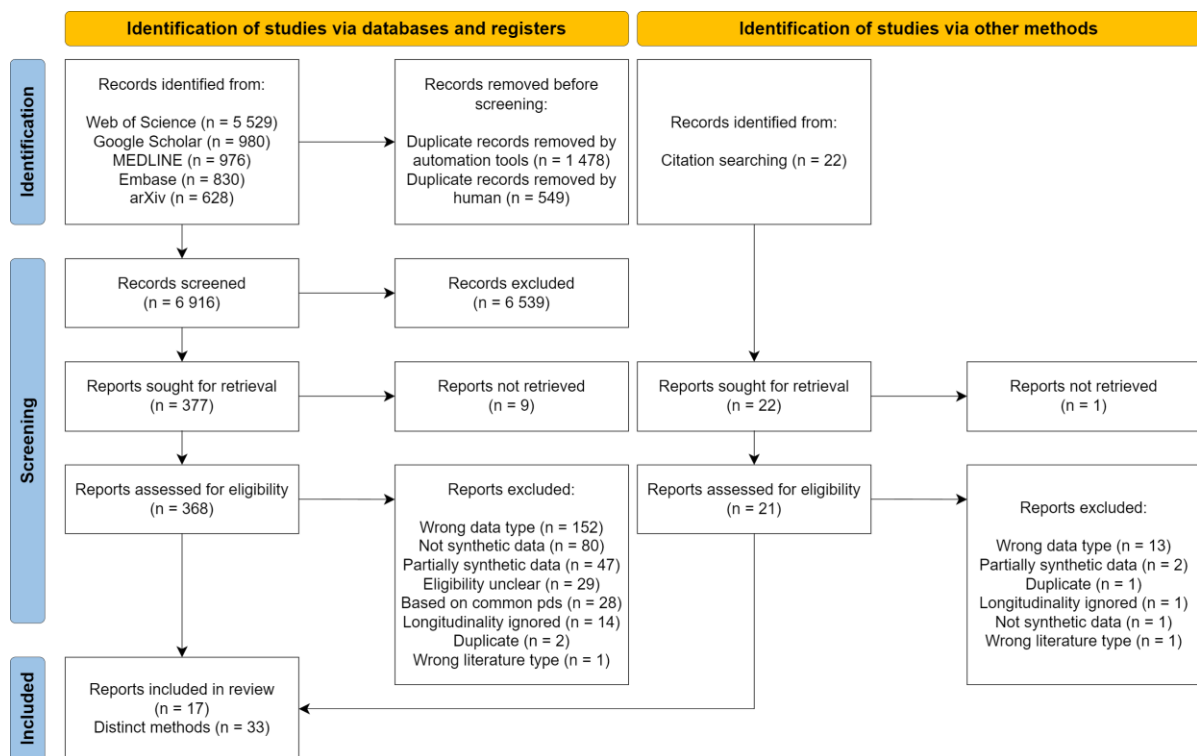 Identification of studies via databases and registers
Identification of studies via other methods
Identification
Records identified from:
Web of Science (n = 5 529)
Google Scholar (n = 980)
MEDLINE (n = 976)
Embase (n = 830)
arXiv (n = 628)
Records removed before
screening:
Duplicate records removed by
automation tools (n = 1 478)
Duplicate records removed by
human (n = 549)
Records identified from:
Citation searching (n = 22)
Screening
Records screened
(n = 6 916)
Records excluded
(n = 6 539)
Reports sought for retrieval
(n = 377)
Reports not retrieved
(n = 9)
Reports sought for retrieval
(n = 22)
Reports not retrieved
(n = 1)
Reports assessed for eligibility
(n = 368)
Reports excluded:
Wrong data type (n = 152)
Not synthetic data (n = 80)
Partially synthetic data (n = 47)
Eligibility unclear (n = 29)
Based on common pds (n = 28)
Longitudinality ignored (n = 14)
Duplicate (n = 2)
Wrong literature type (n = 1)
Reports assessed for eligibility
(n = 21)
Reports excluded:
Wrong data type (n = 13)
Partially synthetic data (n = 2)
Duplicate (n = 1)
Longitudinality ignored (n = 1)
Not synthetic data (n = 1)
Wrong literature type (n = 1)
Included
Reports included in review
(n = 17)
Distinct methods (n = 33)